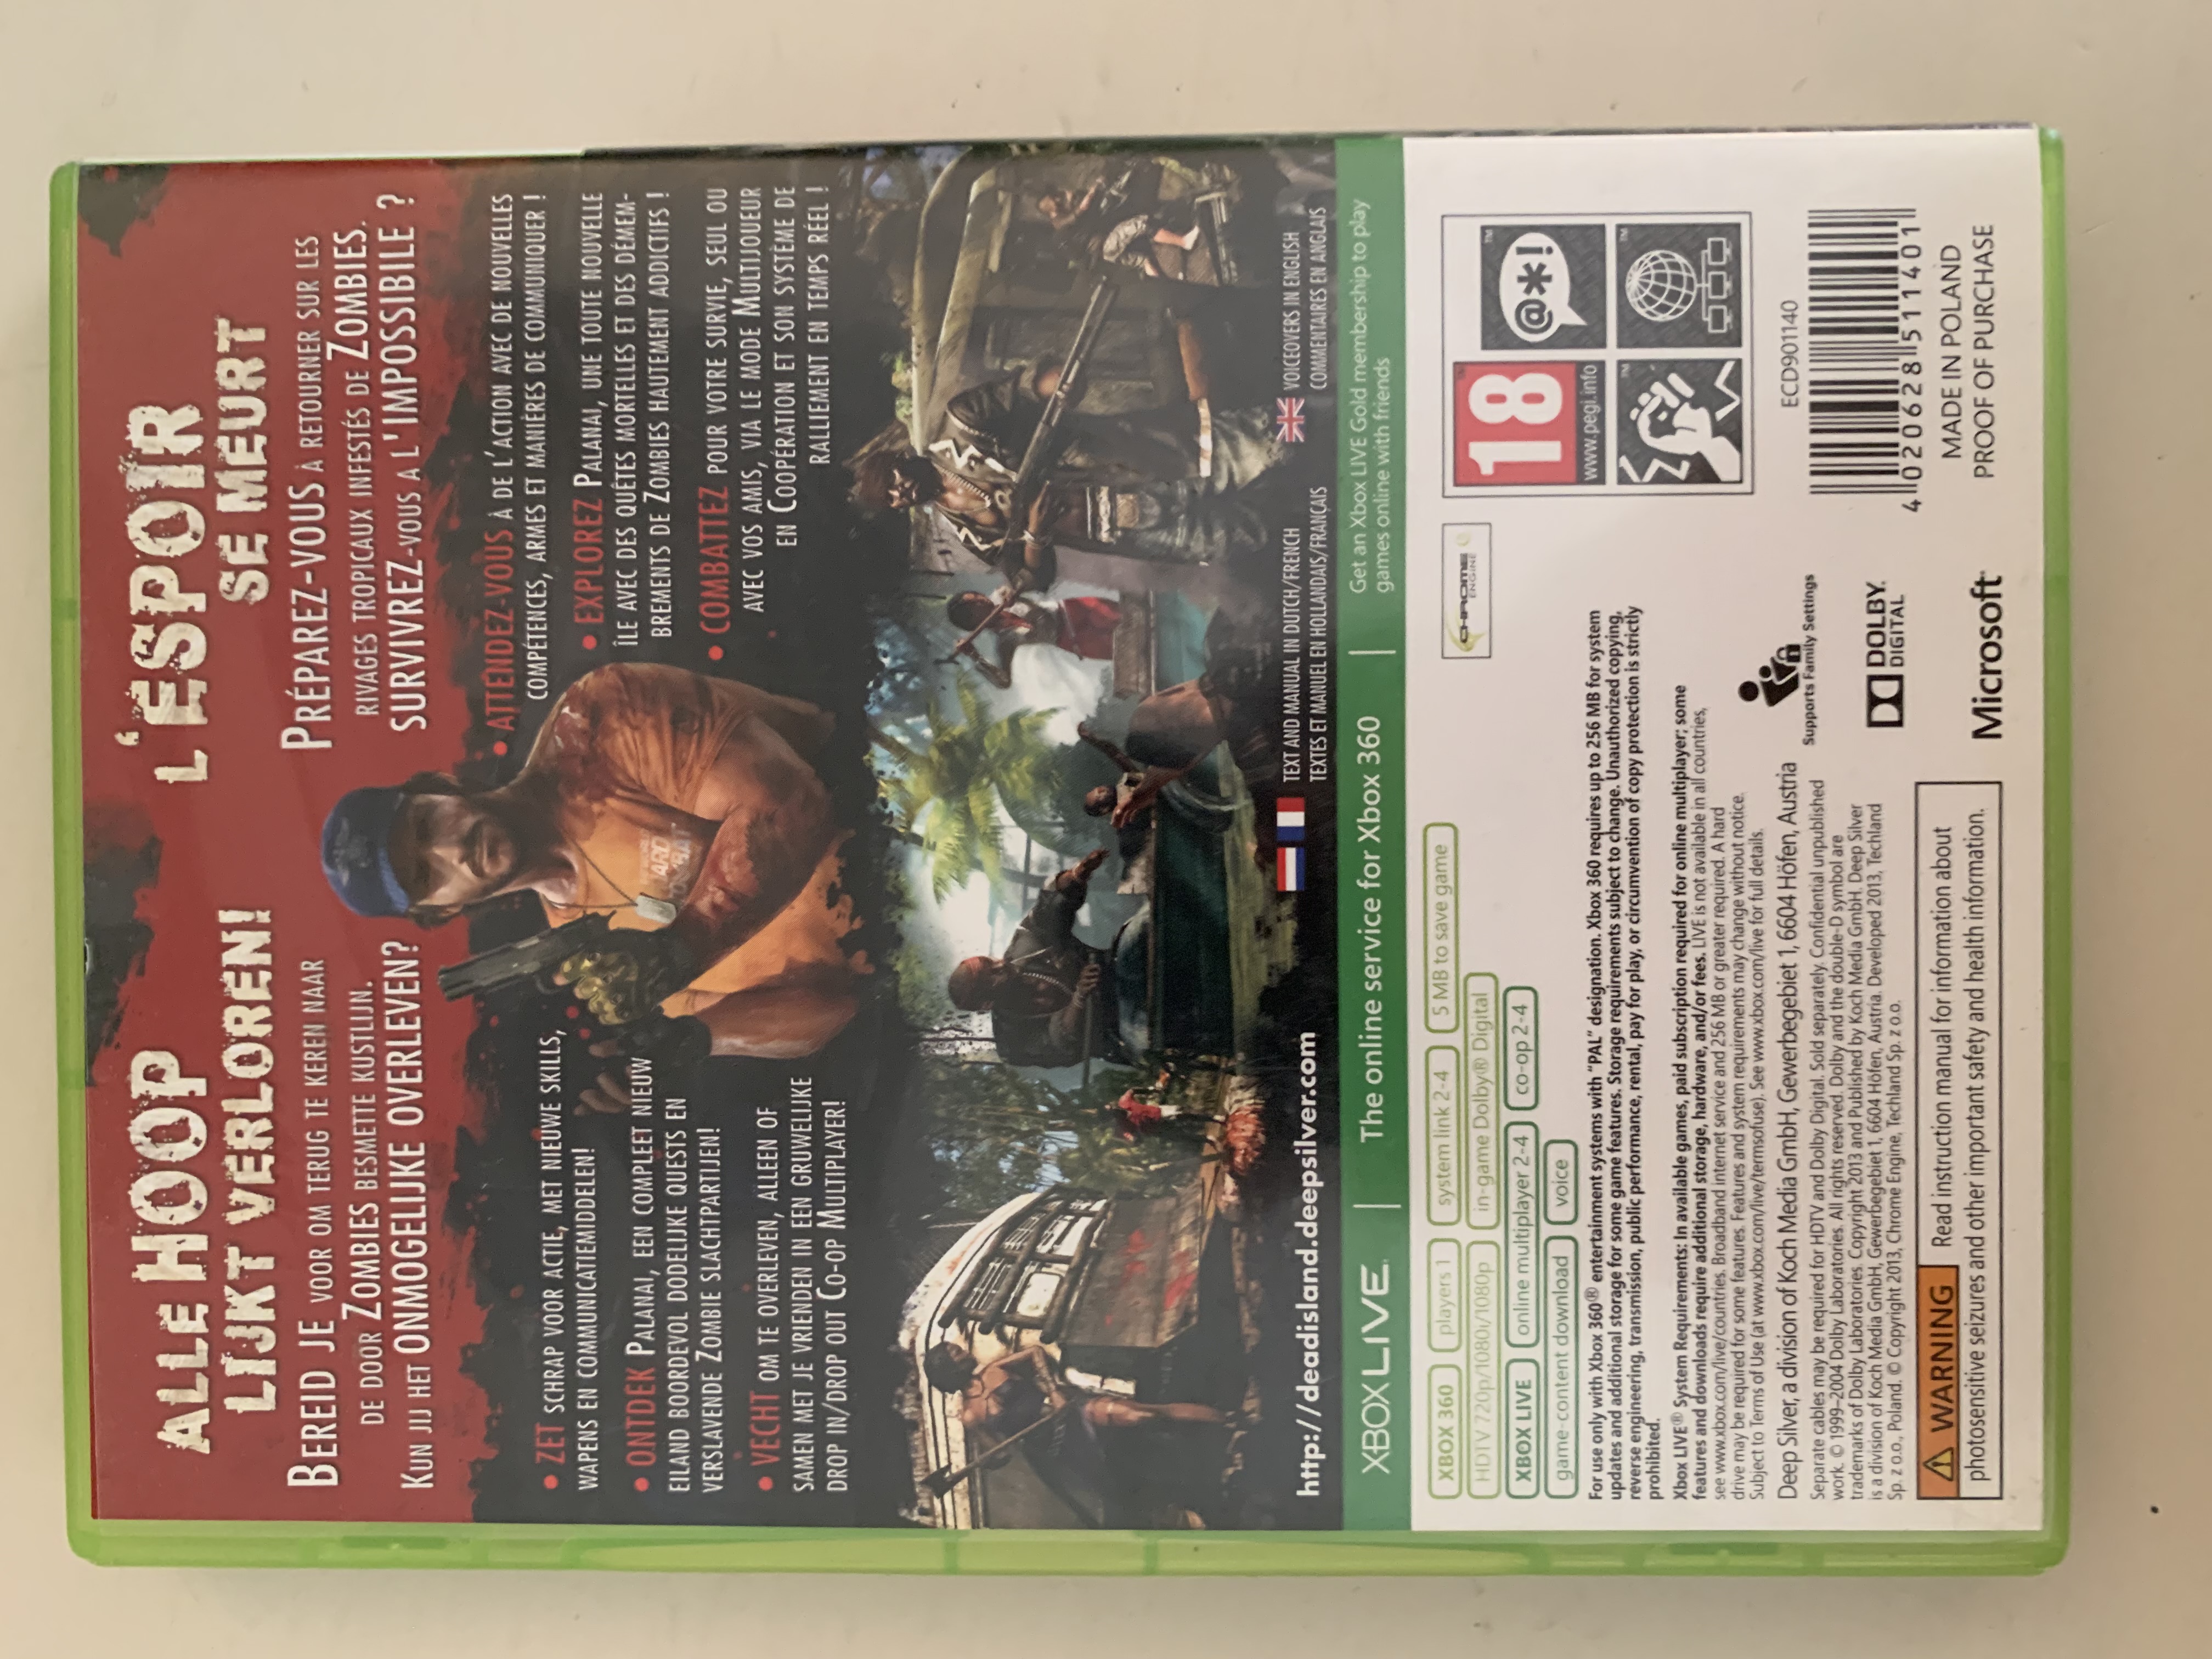 ALLE HOOP
LIJKT VERLOREN!
BEREID JE VOOR OM TERUG TE KEREN NAAR
DE DOOR ZOMBIES BESMETTE KUSTLIJN.
KUN JIJ HET ONMOGELIJKE OVERLEVEN?
• ZET SCHRAP VOOR ACTIE, MET NIEUWE SKILLS,
WAPENS EN COMMUNICATIEMIDDELEN!
• ONTDEK PALANAI, EEN COMPLEET NIEUW
EILAND BOORDEVOL DODELIJKE QUESTS EN
VERSLAVENDE ZOMBIE SLACHTPARTIJEN!
• VECHT OM TE OVERLEVEN, ALLEEN OF
SAMEN MET JE VRIENDEN IN EEN GRUWELIJKE
DROP IN/DROP OUT CO-OP MULTIPLAYER!
L'ESPOIR
SE MEURT
PRÉPAREZ-VOUS À RETOURNER SUR LES
RIVAGES TROPICAUX INFESTÉS DE ZOMBIES.
SURVIVREZ-VOUS A L'IMPOSSIBILE ?
• ATTENDEZ-VOUS À DE L'ACTION AVEC DE NOUVELLES
COMPÉTENCES, ARMES ET MANIÈRES DE COMMUNIQUER !
• EXPLOREZ PALANAI, UNE TOUTE NOUVELLE
ÎLE AVEC DES QUÊTES MORTELLES ET DES DÉMEM-
BREMENTS DE ZOMBIES HAUTEMENT ADDICTIFS !
• COMBATTEZ POUR VOTRE SURVIE, SEUL OU
AVEC VOS AMIS, VIA LE MODE MULTIJOUEUR
EN COOPÉRATION ET SON SYSTÈME DE
RALLIEMENT EN TEMPS RÉEL !
http://deadisland.deepsilver.com
TEXT AND MANUAL IN DUTCH/FRENCH
TEXTES ET MANUEL EN HOLLANDAIS/FRANÇAIS
VOICEOVERS IN ENGLISH
COMMENTAIRES EN ANGLAIS
XBOX LIVE
The online service for Xbox 360
Get an Xbox LIVE Gold membership to play
games online with friends
XBOX 360 players 1 system link 2-4 5 MB to save game
HDTV 720p/1080i/1080p in-game Dolby® Digital
XBOX LIVE online multiplayer 2-4 co-op 2-4
game-content download voice
CHROME
ENGINE
18
www.pegi.info
@*!
For use only with Xbox 360® entertainment systems with "PAL" designation. Xbox 360 requires up to 256 MB for system
updates and additional storage for some game features. Storage requirements subject to change. Unauthorized copying,
reverse engineering, transmission, public performance, rental, pay for play, or circumvention of copy protection is strictly
prohibited.
Xbox LIVE® System Requirements: In available games, paid subscription required for online multiplayer; some
features and downloads require additional storage, hardware, and/or fees. LIVE is not available in all countries,
see www.xbox.com/live/countries. Broadband internet service and 256 MB or greater required. A hard
drive may be required for some features. Features and system requirements may change without notice.
Subject to Terms of Use (at www.xbox.com/live/termsofuse). See www.xbox.com/live for full details.
Deep Silver, a division of Koch Media GmbH, Gewerbegebiet 1, 6604 Höfen, Austria
Separate cables may be required for HDTV and Dolby Digital. Sold separately. Confidential unpublished
work. © 1999–2004 Dolby Laboratories. All rights reserved. Dolby and the double-D symbol are
trademarks of Dolby Laboratories. Copyright 2013 and Published by Koch Media GmbH. Deep Silver
is a division of Koch Media GmbH, Gewerbegebiet 1, 6604 Höfen, Austria. Developed 2013, Techland
Sp. z o.o., Poland. © Copyright 2013, Chrome Engine, Techland Sp. z o.o.
Supports Family Settings
DOLBY
DIGITAL
Microsoft
WARNING Read instruction manual for information about
photosensitive seizures and other important safety and health information.
ECD901140
4 020628 511401
MADE IN POLAND
PROOF OF PURCHASE